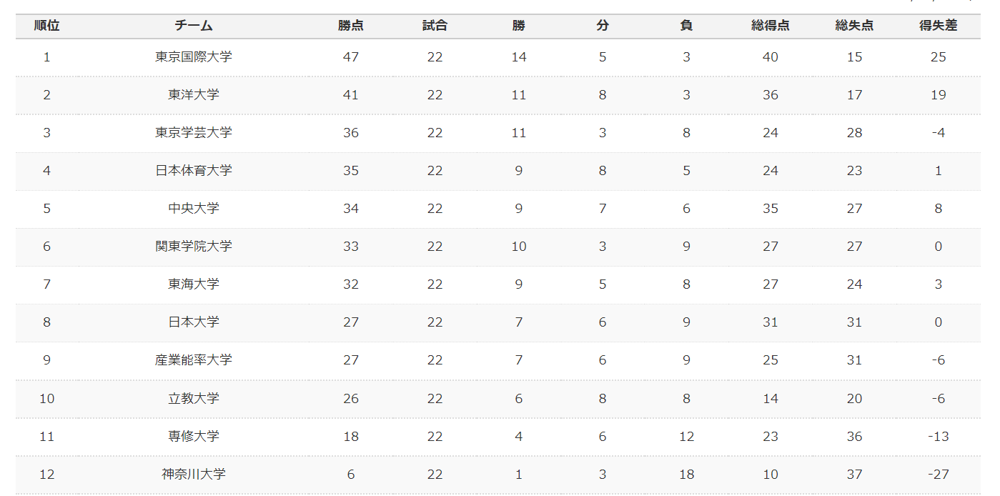 順位 チーム 勝点 試合 勝 分 負 総得点 総失点 得失差
1 東京国際大学 47 22 14 5 3 40 15 25
2 東洋大学 41 22 11 8 3 36 17 19
3 東京学芸大学 36 22 11 3 8 24 28 -4
4 日本体育大学 35 22 9 8 5 24 23 1
5 中央大学 34 22 9 7 6 35 27 8
6 関東学院大学 33 22 10 3 9 27 27 0
7 東海大学 32 22 9 5 8 27 24 3
8 日本大学 27 22 7 6 9 31 31 0
9 産業能率大学 27 22 7 6 9 25 31 -6
10 立教大学 26 22 6 8 8 14 20 -6
11 専修大学 18 22 4 6 12 23 36 -13
12 神奈川大学 6 22 1 3 18 10 37 -27